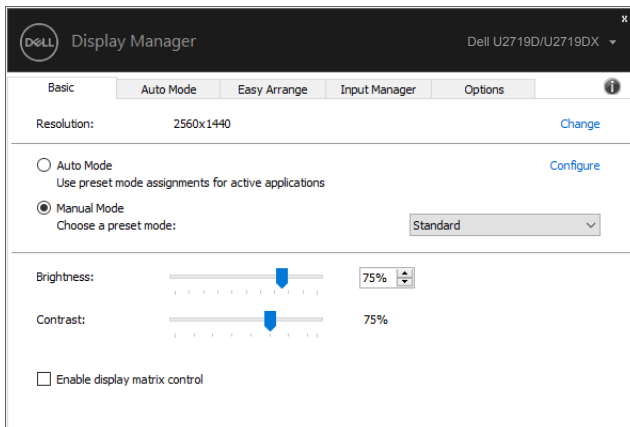 x
DELL Display Manager Dell U2719D/U2719DX
Basic Auto Mode Easy Arrange Input Manager Options i
Resolution: 2560x1440 Change
Auto Mode Configure
Use preset mode assignments for active applications
Manual Mode
Choose a preset mode: Standard
Brightness: 75%
Contrast: 75%
Enable display matrix control